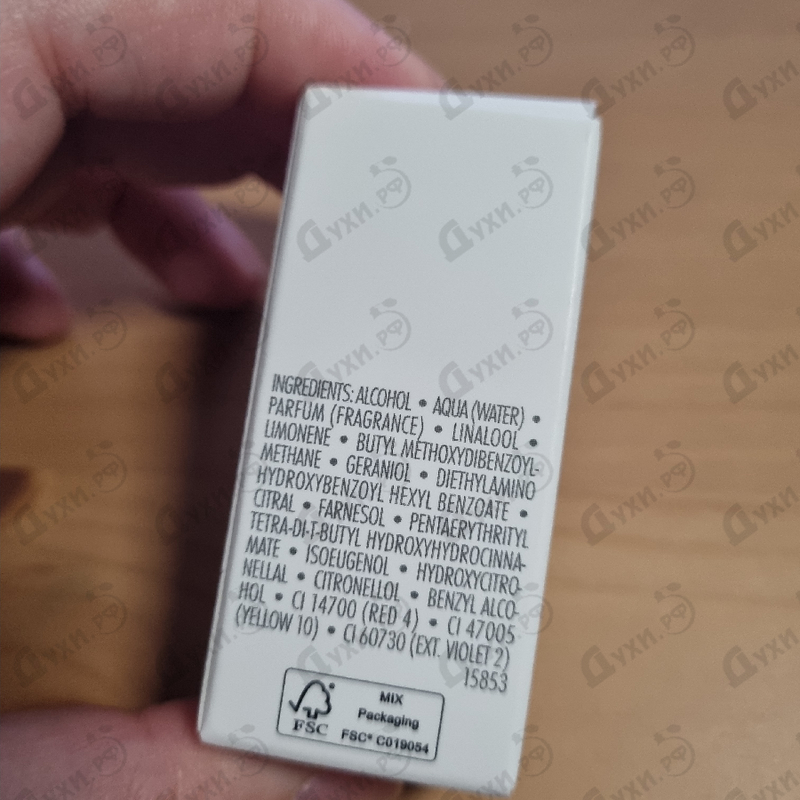 INGREDIENTS: ALCOHOL • AQUA (WATER) •
PARFUM (FRAGRANCE) • LINALOOL •
LIMONENE • BUTYL METHOXYDIBENZOYL-
METHANE • GERANIOL • DIETHYLAMINO
HYDROXYBENZOYL HEXYL BENZOATE •
CITRAL • FARNESOL • PENTAERYTHRITYL
TETRA-DI-T-BUTYL HYDROXYHYDROCINNA-
MATE • ISOEUGENOL • HYDROXYCITRO-
NELLAL • CITRONELLOL • BENZYL ALCO-
HOL • CI 14700 (RED 4) • CI 47005
(YELLOW 10) • CI 60730 (EXT. VIOLET 2)
15853
FSC
MIX
Packaging
FSC® C019054
Духи.РФ